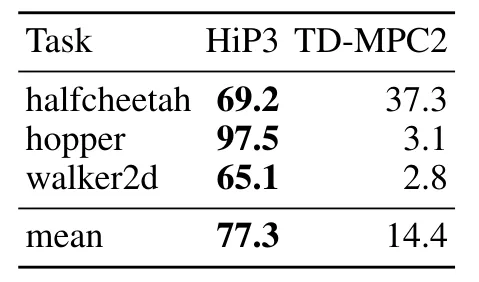 Task HiP3 TD-MPC2
halfcheetah 69.2 37.3
hopper 97.5 3.1
walker2d 65.1 2.8
mean 77.3 14.4